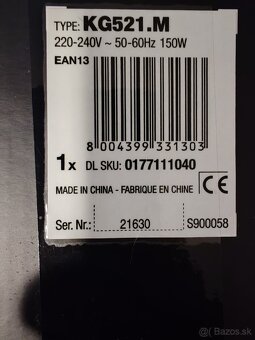 TYPE: KG521.M
220-240V ~ 50-60Hz 150W
EAN13
8 004399 331303
1x DL SKU: 0177111040
MADE IN CHINA - FABRIQUE EN CHINE
CE
Ser. Nr.: 21630 S900058
Bazos.sk